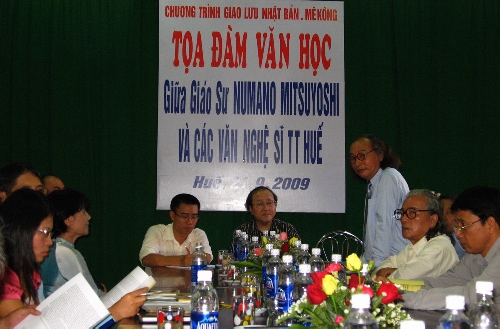 CHƯƠNG TRÌNH GIAO LƯU NHẬT BẢN . MÊKÔNG
TỌA ĐÀM VĂN HỌC
Giữa Giáo Sư NUMANO MITSUYOSHI
VÀ CÁC VĂN NGHỆ SĨ TT HUẾ
Huế, 9.2009